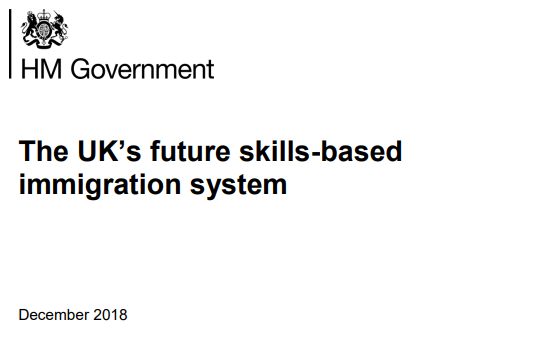 HM Government
The UK's future skills-based
immigration system
December 2018